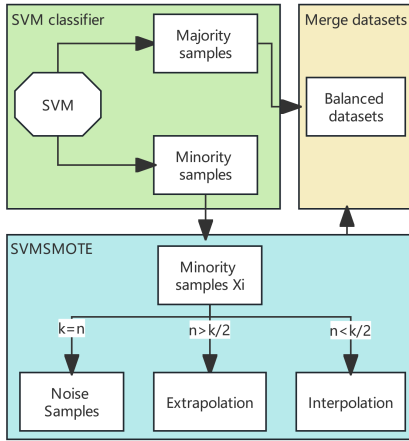 SVM classifier
Majority
samples
SVM
Minority
samples
Merge datasets
Balanced
datasets
SVMSMOTE
Minority
samples Xi
k=n
n>k/2
n<k/2
Noise
Samples
Extrapolation
Interpolation